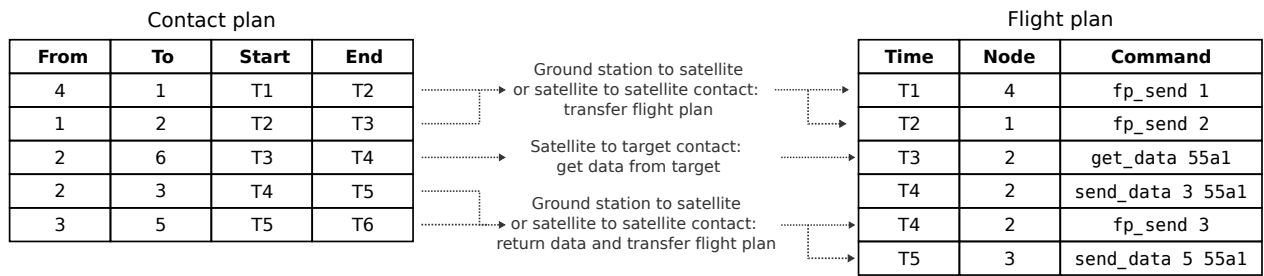 Contact plan
From To Start End
4 1 T1 T2
1 2 T2 T3
2 6 T3 T4
2 3 T4 T5
3 5 T5 T6
Ground station to satellite
or satellite to satellite contact:
transfer flight plan
Satellite to target contact:
get data from target
Ground station to satellite
or satellite to satellite contact:
return data and transfer flight plan
Flight plan
Time Node Command
T1 4 fp_send 1
T2 1 fp_send 2
T3 2 get_data 55a1
T4 2 send_data 3 55a1
T4 2 fp_send 3
T5 3 send_data 5 55a1